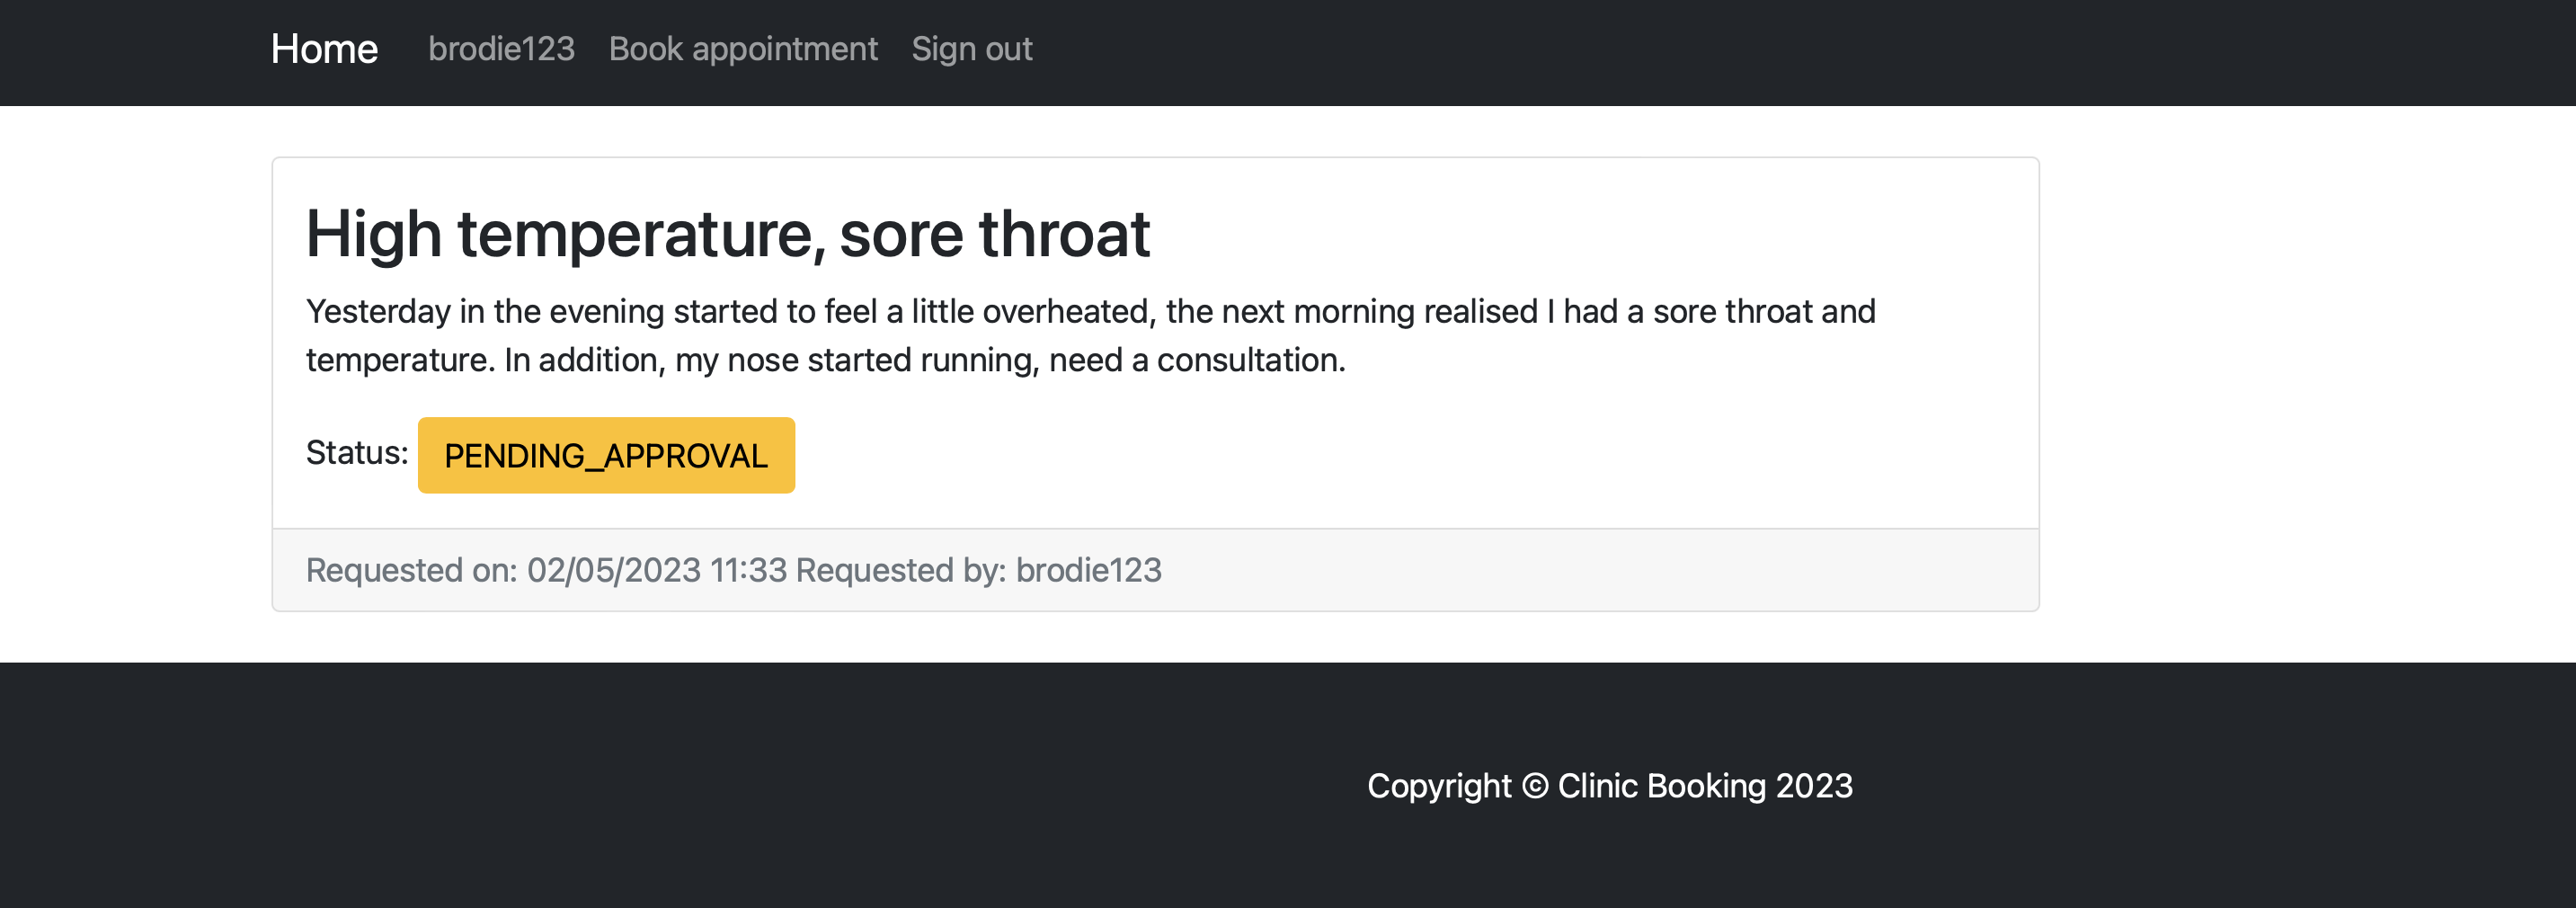 Home brodie123 Book appointment Sign out
High temperature, sore throat
Yesterday in the evening started to feel a little overheated, the next morning realised I had a sore throat and
temperature. In addition, my nose started running, need a consultation.
Status: PENDING_APPROVAL
Requested on: 02/05/2023 11:33 Requested by: brodie123
Copyright © Clinic Booking 2023